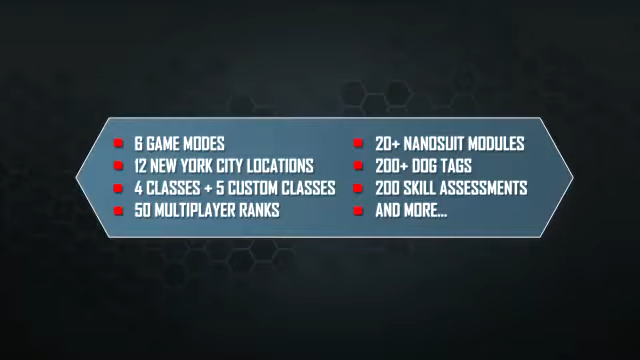 6 GAME MODES
12 NEW YORK CITY LOCATIONS
4 CLASSES + 5 CUSTOM CLASSES
50 MULTIPLAYER RANKS
20+ NANOSUIT MODULES
200+ DOG TAGS
200 SKILL ASSESSMENTS
AND MORE...